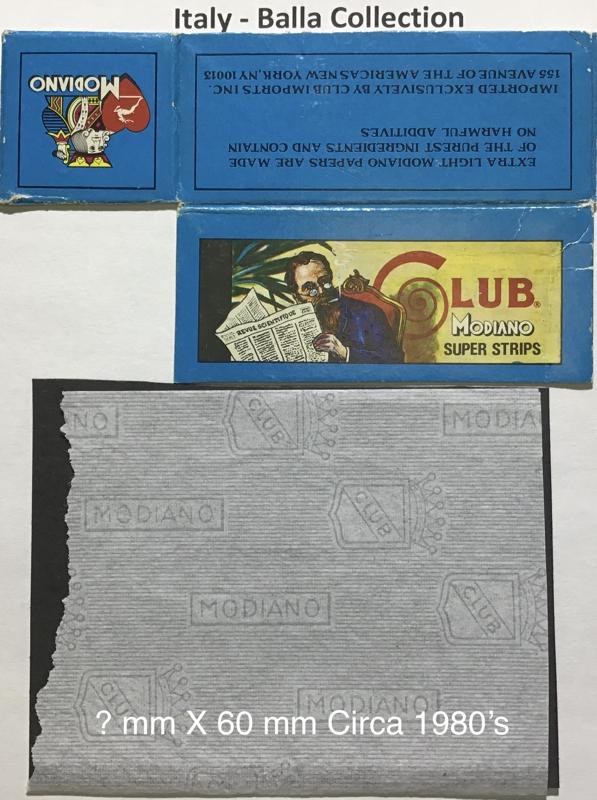 Italy - Balla Collection
MODIANO
EXTRA LIGHT MODIANO PAPERS ARE MADE
OF THE PUREST INGREDIENTS AND CONTAIN
NO HARMFUL ADDITIVES
IMPORTED EXCLUSIVELY BY CLUB IMPORTS INC.
155 AVENUE OF THE AMERICAS NEW YORK, NY 10013
REVUE SCIENTIFIQUE
CLUB®
MODIANO
SUPER STRIPS
NO
CLUB
MODIA
MODIANO
CLUB
MODIANO
CLUB
CLUB
MODIANO
? mm X 60 mm Circa 1980's